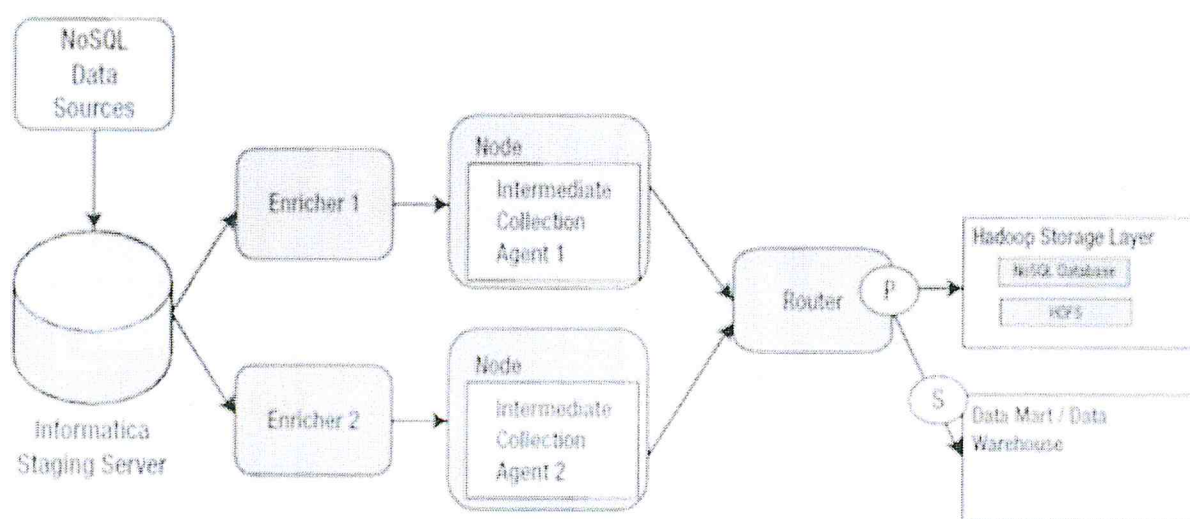 NoSQL
Data
Sources
Informatica
Staging Server
Enricher 1
Enricher 2
Node
Intermediate
Collection
Agent 1
Node
Intermediate
Collection
Agent 2
Router
P
S
Hadoop Storage Layer
NoSQL Database
HDFS
Data Mart / Data
Warehouse